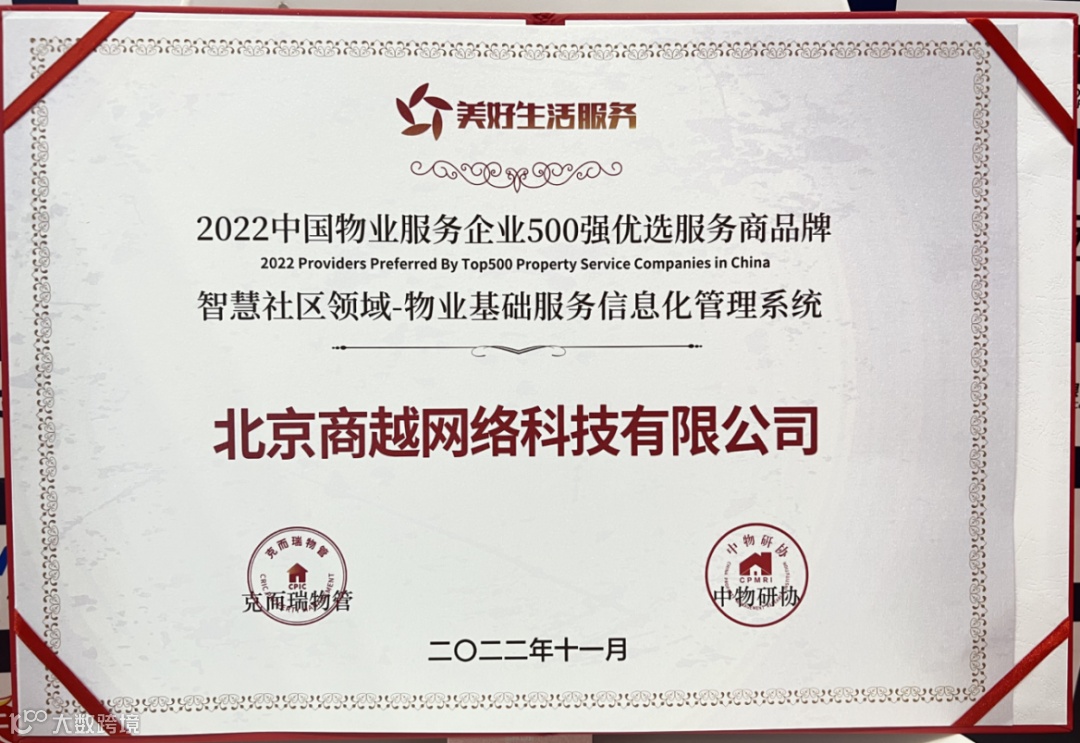 美好生活服务
2022中国物业服务企业500强优选服务商品牌
2022 Providers Preferred By Top500 Property Service Companies in China
智慧社区领域-物业基础服务信息化管理系统
北京商越网络科技有限公司
克而瑞物管
CPIC
克而瑞物管
中物研协
CPMRI
中物研协
二〇二二年十一月
大数跨境